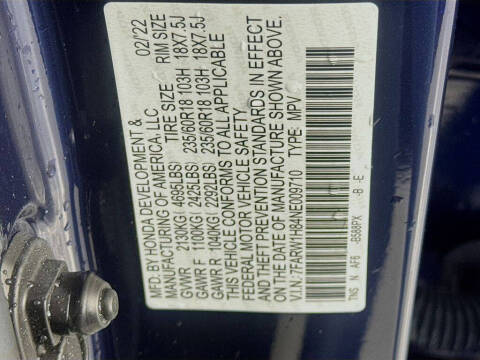 MFD. BY HONDA DEVELOPMENT & 02/22
MANUFACTURING OF AMERICA, LLC.
TIRE SIZE RIM SIZE
GVWR 2130KG( 4695LBS)
GAWR F 1100KG( 2425LBS) 235/60R18 103H 18X7.5J
GAWR R 1040KG( 2292LBS) 235/60R18 103H 18X7.5J
THIS VEHICLE CONFORMS TO ALL APPLICABLE
FEDERAL MOTOR VEHICLE SAFETY AND
THEFT PREVENTION STANDARDS IN EFFECT
ON THE DATE OF MANUFACTURE SHOWN ABOVE.
V.I.N.: 7FARW1H84NE009710 TYPE: MPV
TNS N AF6 -B588PX -B -E